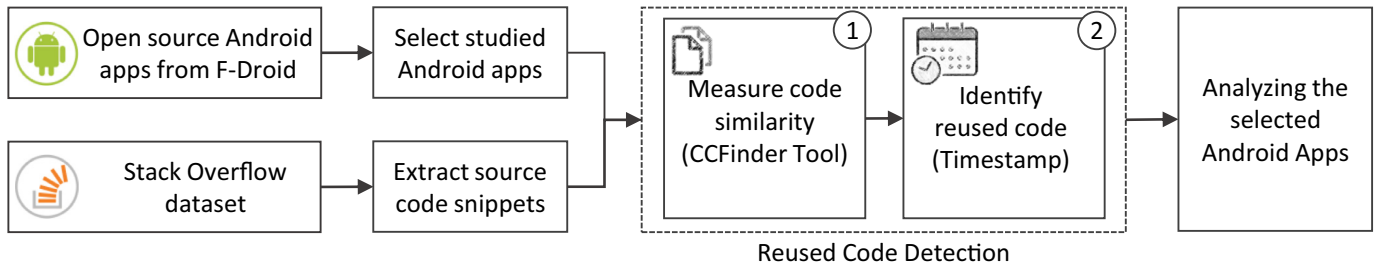 Open source Android
apps from F-Droid
Select studied
Android apps
1
Measure code
similarity
(CCFinder Tool)
2
Identify
reused code
(Timestamp)
Analyzing the
selected
Android Apps
Stack Overflow
dataset
Extract source
code snippets
Reused Code Detection